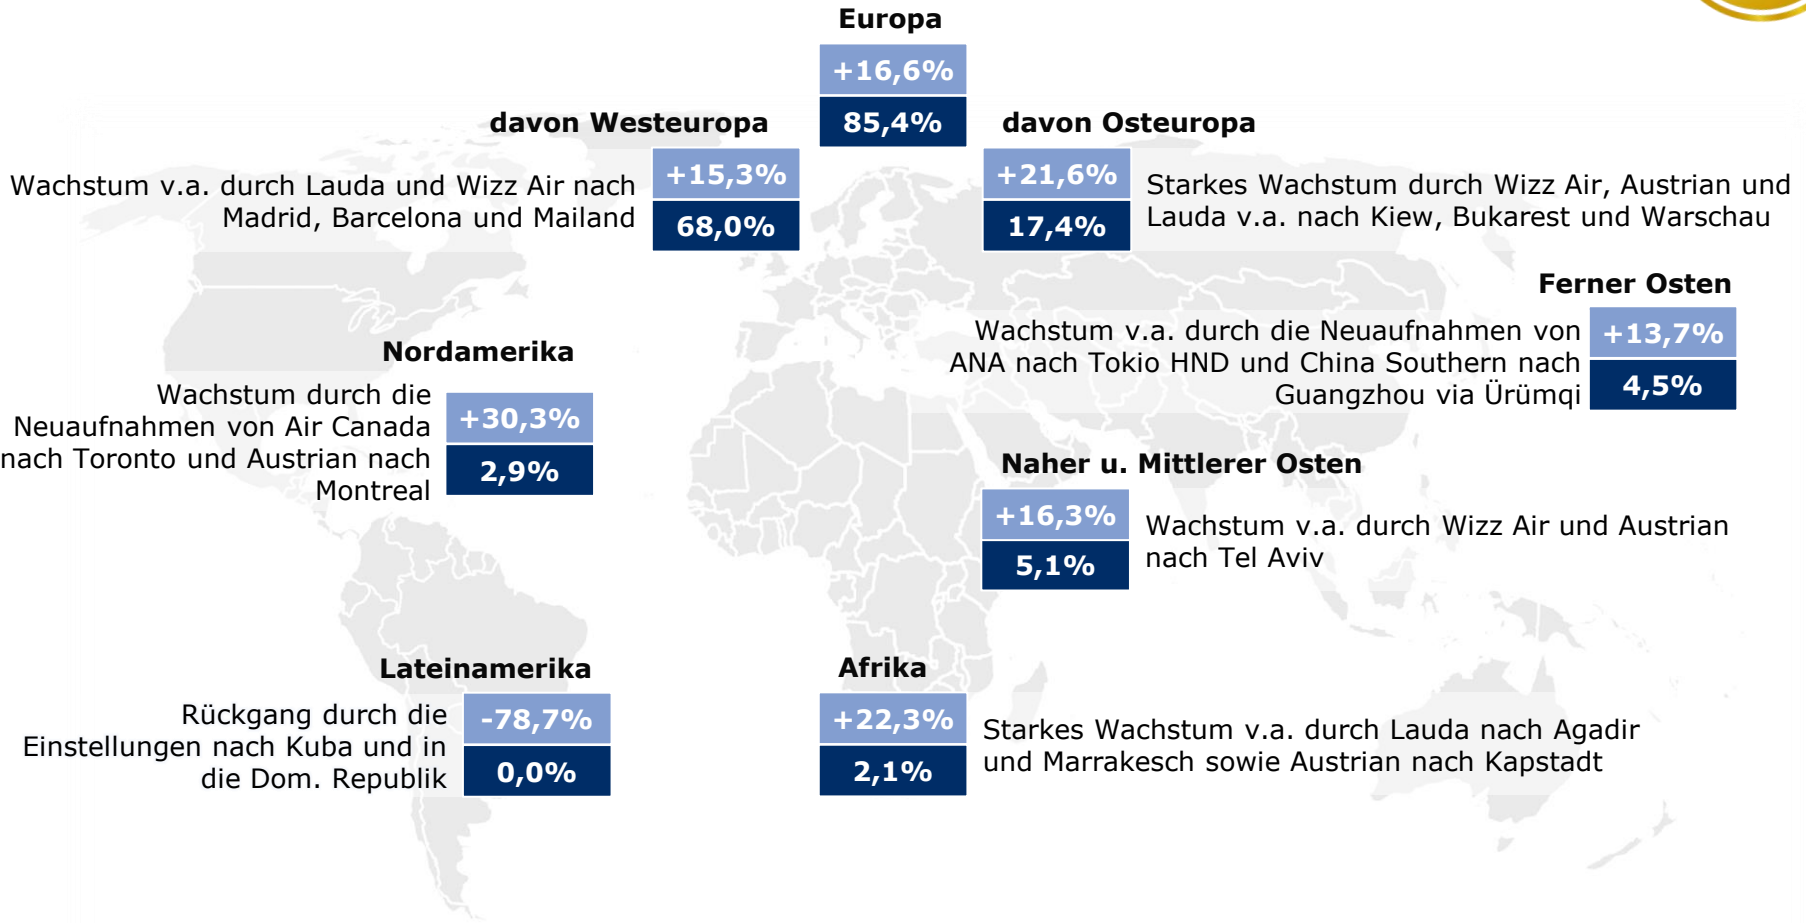 Europa
+16,6%
85,4%
davon Westeuropa
Wachstum v.a. durch Lauda und Wizz Air nach
Madrid, Barcelona und Mailand
+15,3%
68,0%
davon Osteuropa
+21,6%
17,4%
Starkes Wachstum durch Wizz Air, Austrian und
Lauda v.a. nach Kiew, Bukarest und Warschau
Ferner Osten
Wachstum v.a. durch die Neuaufnahmen von
ANA nach Tokio HND und China Southern nach
Guangzhou via Ürümqi
+13,7%
4,5%
Nordamerika
Wachstum durch die
Neuaufnahmen von Air Canada
nach Toronto und Austrian nach
Montreal
+30,3%
2,9%
Naher u. Mittlerer Osten
+16,3%
5,1%
Wachstum v.a. durch Wizz Air und Austrian
nach Tel Aviv
Lateinamerika
Rückgang durch die
Einstellungen nach Kuba und in
die Dom. Republik
-78,7%
0,0%
Afrika
+22,3%
2,1%
Starkes Wachstum v.a. durch Lauda nach Agadir
und Marrakesch sowie Austrian nach Kapstadt